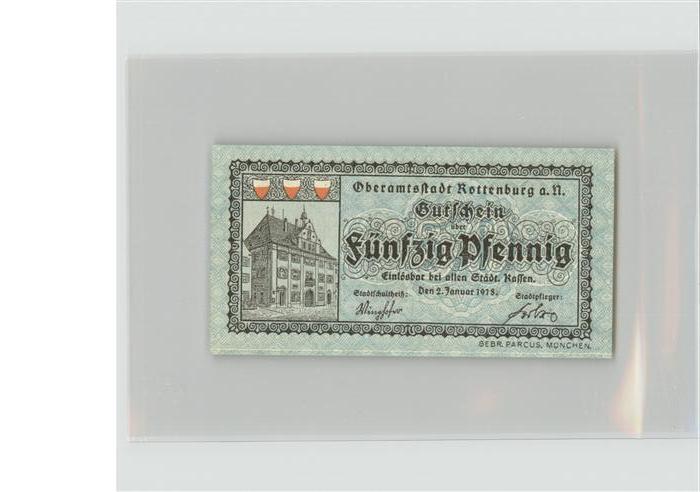 Oberamtsstadt Rottenburg a. N.
Gutschein
über
Fünfzig Pfennig
Einlösbar bei allen Städt. Kassen.
Den 2. Januar 1918.
Stadtschultheiß:
Stadtpfleger:
Winghofer
GEBR. PARCUS, MÜNCHEN.